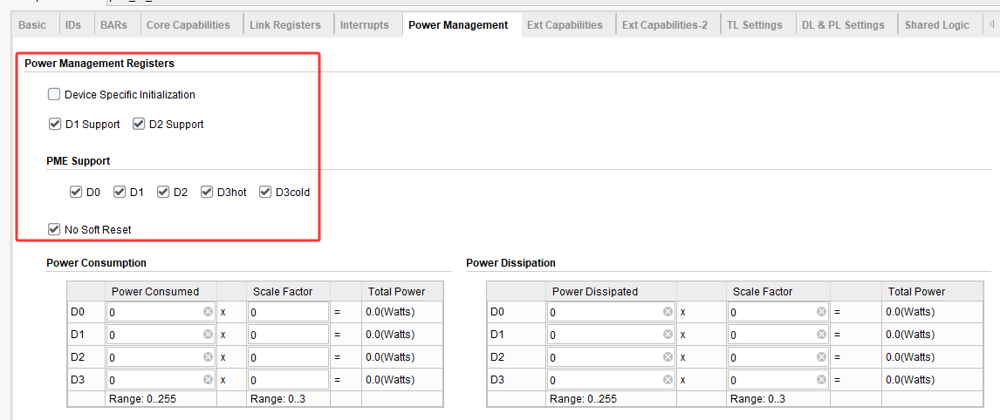 Basic IDs BARs Core Capabilities Link Registers Interrupts Power Management Ext Capabilities Ext Capabilities-2 TL Settings DL & PL Settings Shared Logic
Power Management Registers
Device Specific Initialization
D1 Support D2 Support
PME Support
D0 D1 D2 D3hot D3cold
No Soft Reset
Power Consumption
Power Consumed Scale Factor Total Power
D0 0 x 0 = 0.0(Watts)
D1 0 x 0 = 0.0(Watts)
D2 0 x 0 = 0.0(Watts)
D3 0 x 0 = 0.0(Watts)
Range: 0..255 Range: 0..3
Power Dissipation
Power Dissipated Scale Factor Total Power
D0 0 x 0 = 0.0(Watts)
D1 0 x 0 = 0.0(Watts)
D2 0 x 0 = 0.0(Watts)
D3 0 x 0 = 0.0(Watts)
Range: 0..255 Range: 0..3